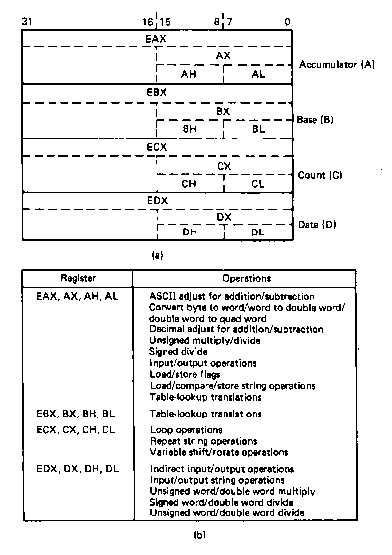 31 16 15 8 7 0
EAX
AX
AH AL
Accumulator (A)
EBX
BX
BH BL
Base (B)
ECX
CX
CH CL
Count (C)
EDX
DX
DH DL
Data (D)
(a)
Register Operations
EAX, AX, AH, AL ASCII adjust for addition/subtraction
Convert byte to word/word to double word/
double word to quad word
Decimal adjust for addition/subtraction
Unsigned multiply/divide
Signed divide
Input/output operations
Load/store flags
Load/compare/store string operations
Table-lookup translations
EBX, BX, BH, BL Table-lookup translations
ECX, CX, CH, CL Loop operations
Repeat string operations
Variable shift/rotate operations
EDX, DX, DH, DL Indirect input/output operations
Input/output string operations
Unsigned word/double word multiply
Signed word/double word divide
Unsigned word/double word divide
(b)